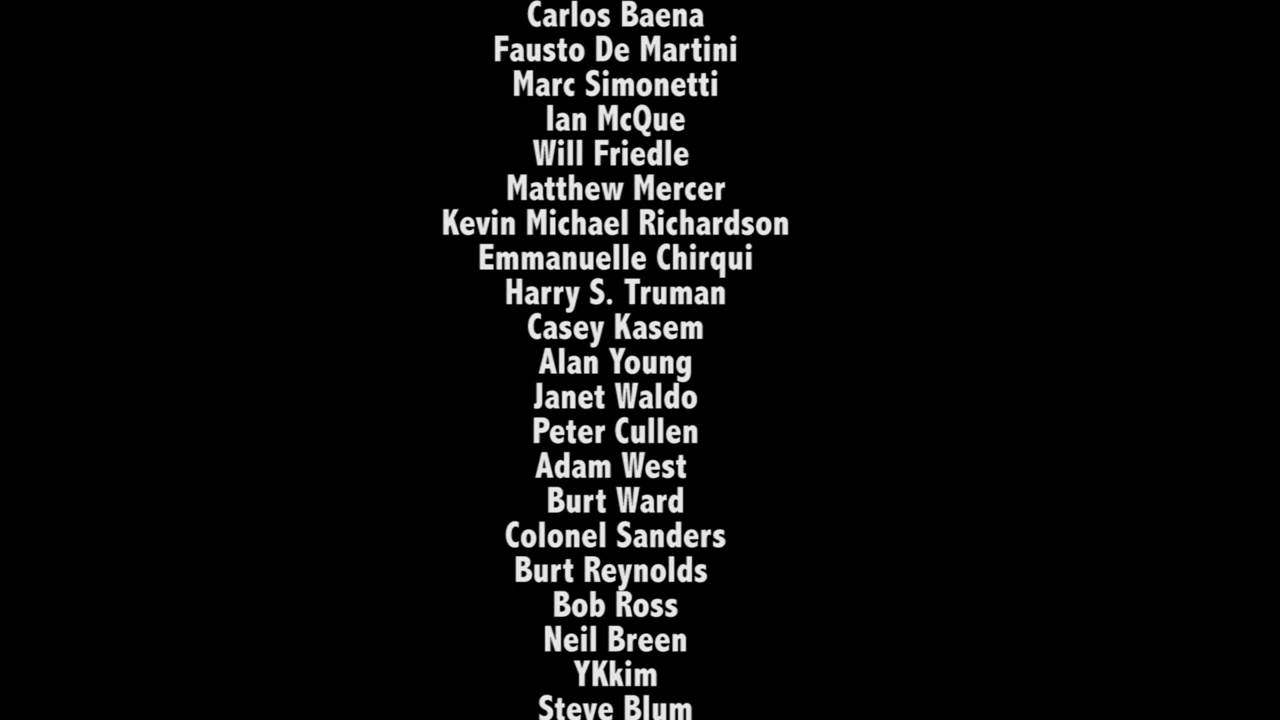 Carlos Baena
Fausto De Martini
Marc Simonetti
Ian McQue
Will Friedle
Matthew Mercer
Kevin Michael Richardson
Emmanuelle Chirqui
Harry S. Truman
Casey Kasem
Alan Young
Janet Waldo
Peter Cullen
Adam West
Burt Ward
Colonel Sanders
Burt Reynolds
Bob Ross
Neil Breen
YKkim
Steve Blum